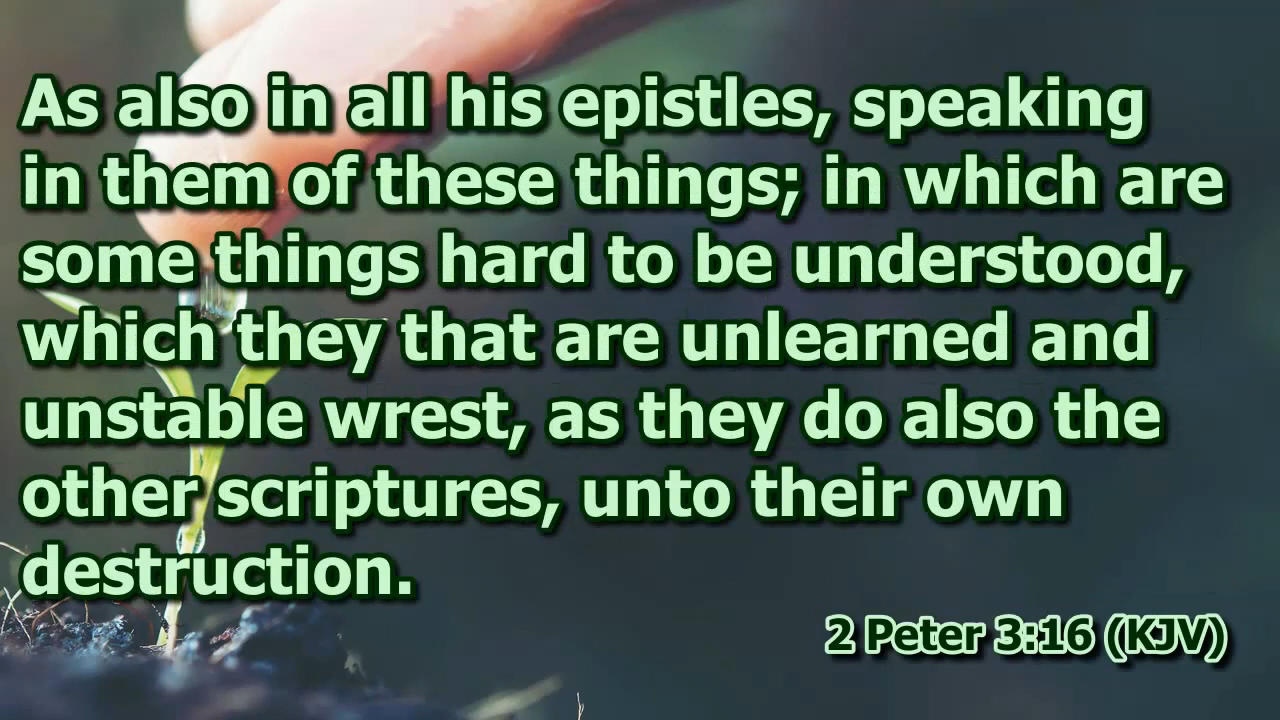 As also in all his epistles, speaking
in them of these things; in which are
some things hard to be understood,
which they that are unlearned and
unstable wrest, as they do also the
other scriptures, unto their own
destruction.
2 Peter 3:16 (KJV)